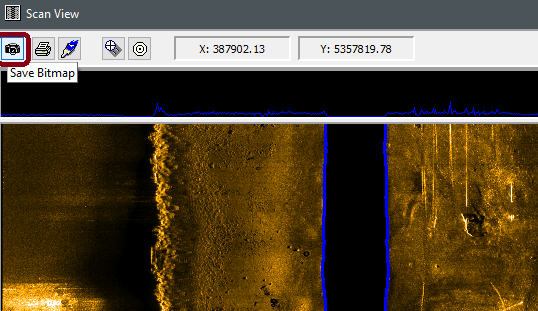 Scan View
X: 387902.13
Y: 5357819.78
Save Bitmap